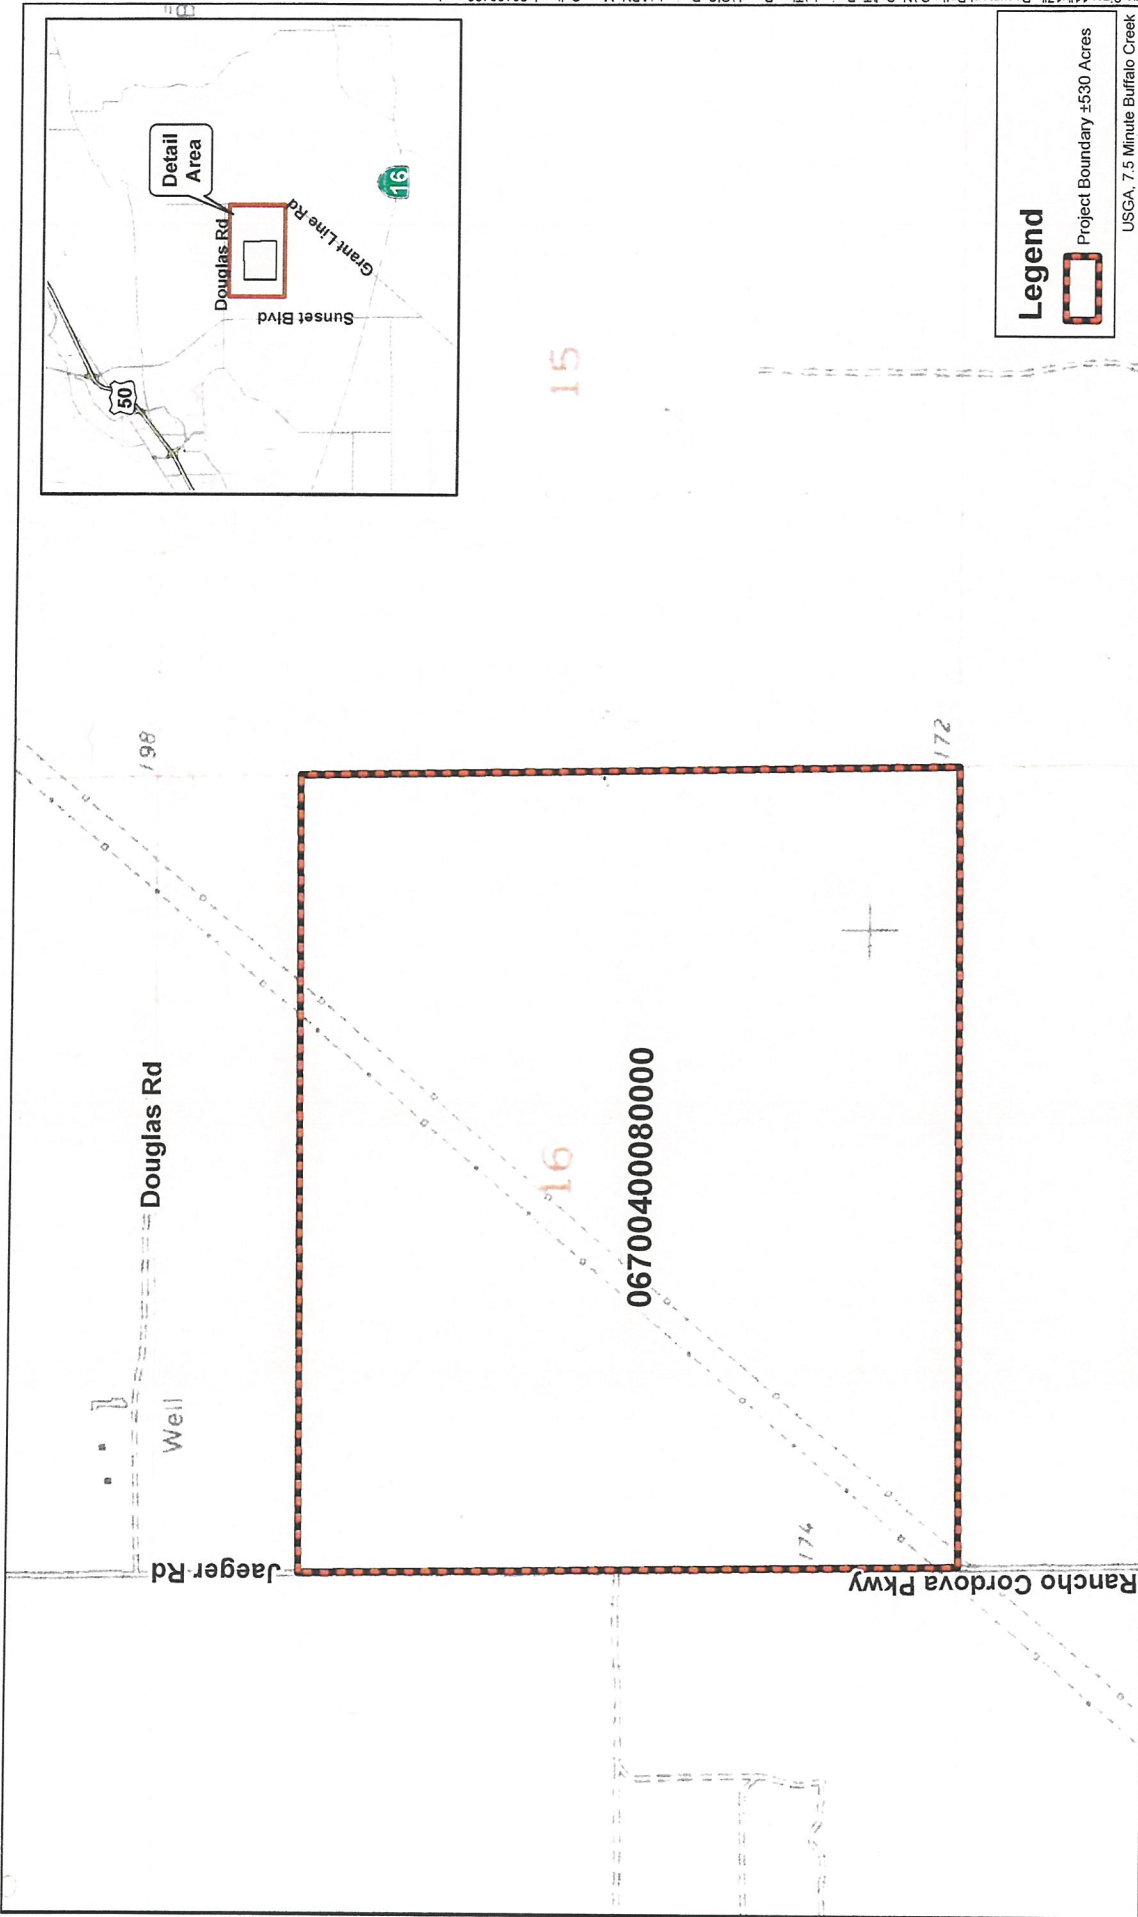 Detail
Area
Douglas Rd
Grant Line Rd
Sunset Blvd
50
16
198
Douglas Rd
Well
Jaeger Rd
15
16
0670040080000
172
174
Rancho Cordova Pkwy
Legend
Project Boundary ±530 Acres
USGA, 7.5 Minute Buffalo Creek